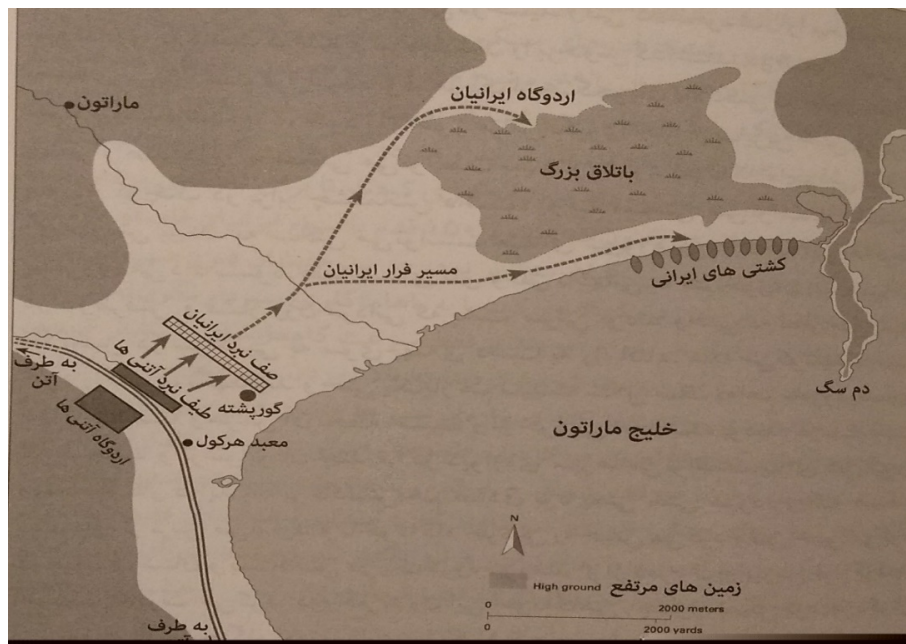 ماراتون
اردوگاه ایرانیان
باتلاق بزرگ
مسیر فرار ایرانیان
کشتی های ایرانی
صف نبرد ایرانیان
به طرف
آتن
طیف نبرد آتنی ها
گورپشته
دم سگ
اردوگاه آتنی ها
معبد هرکول
خلیج ماراتون
N
High ground زمین های مرتفع
0 2000 meters
0 2000 yards
به طرف